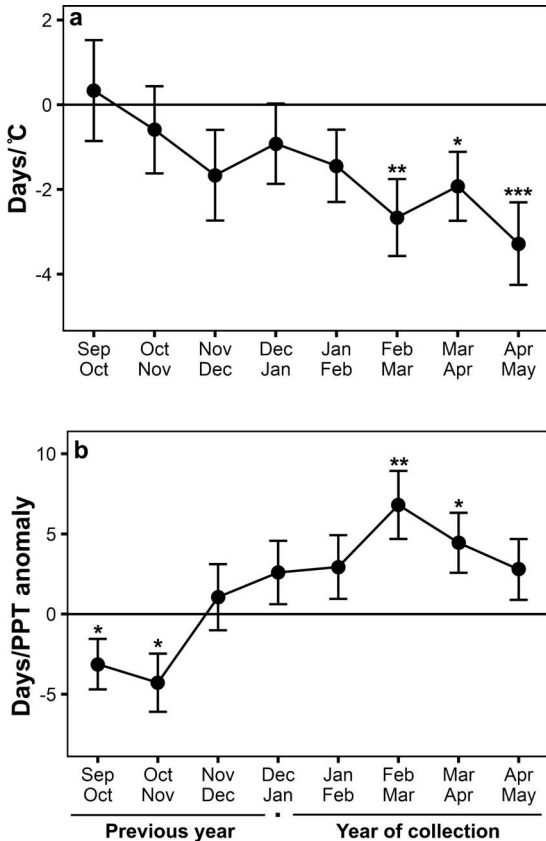 a
Days/°C
2
0
-2
-4
**
*
***
Sep Oct Nov Dec Jan Feb Mar Apr
Oct Nov Dec Jan Feb Mar Apr May
b
Days/PPT anomaly
10
5
0
-5
*
*
**
*
Sep Oct Nov Dec Jan Feb Mar Apr
Oct Nov Dec Jan Feb Mar Apr May
Previous year
Year of collection